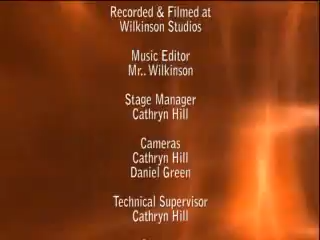 Recorded & Filmed at
Wilkinson Studios
Music Editor
Mr.. Wilkinson
Stage Manager
Cathryn Hill
Cameras
Cathryn Hill
Daniel Green
Technical Supervisor
Cathryn Hill